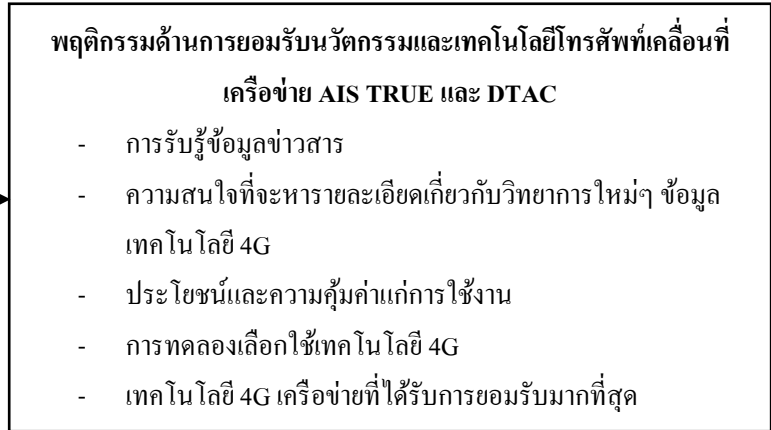 พฤติกรรมด้านการยอมรับนวัตกรรมและเทคโนโลยีโทรศัพท์เคลื่อนที่
เครือข่าย AIS TRUE และ DTAC
- การรับรู้ข้อมูลข่าวสาร
- ความสนใจที่จะหารายละเอียดเกี่ยวกับวิทยาการใหม่ๆ ข้อมูล
เทคโนโลยี 4G
- ประโยชน์และความคุ้มค่าแก่การใช้งาน
- การทดลองเลือกใช้เทคโนโลยี 4G
- เทคโนโลยี 4G เครือข่ายที่ได้รับการยอมรับมากที่สุด